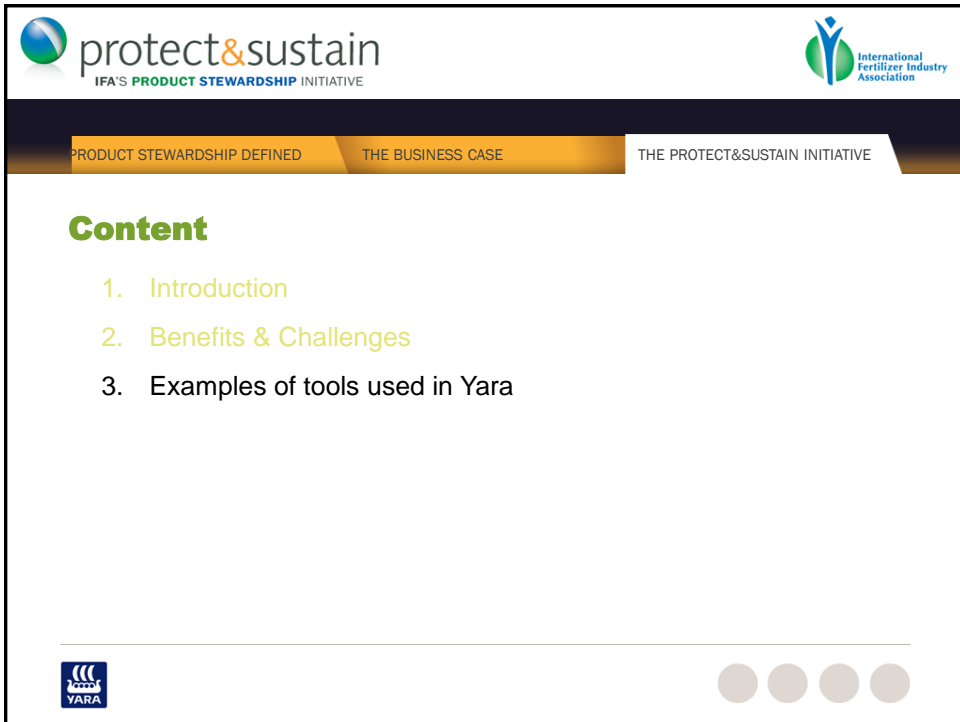 protect&sustain
IFA'S PRODUCT STEWARDSHIP INITIATIVE
International
Fertilizer Industry
Association
PRODUCT STEWARDSHIP DEFINED
THE BUSINESS CASE
THE PROTECT&SUSTAIN INITIATIVE
Content
1. Introduction
2. Benefits & Challenges
3. Examples of tools used in Yara
YARA